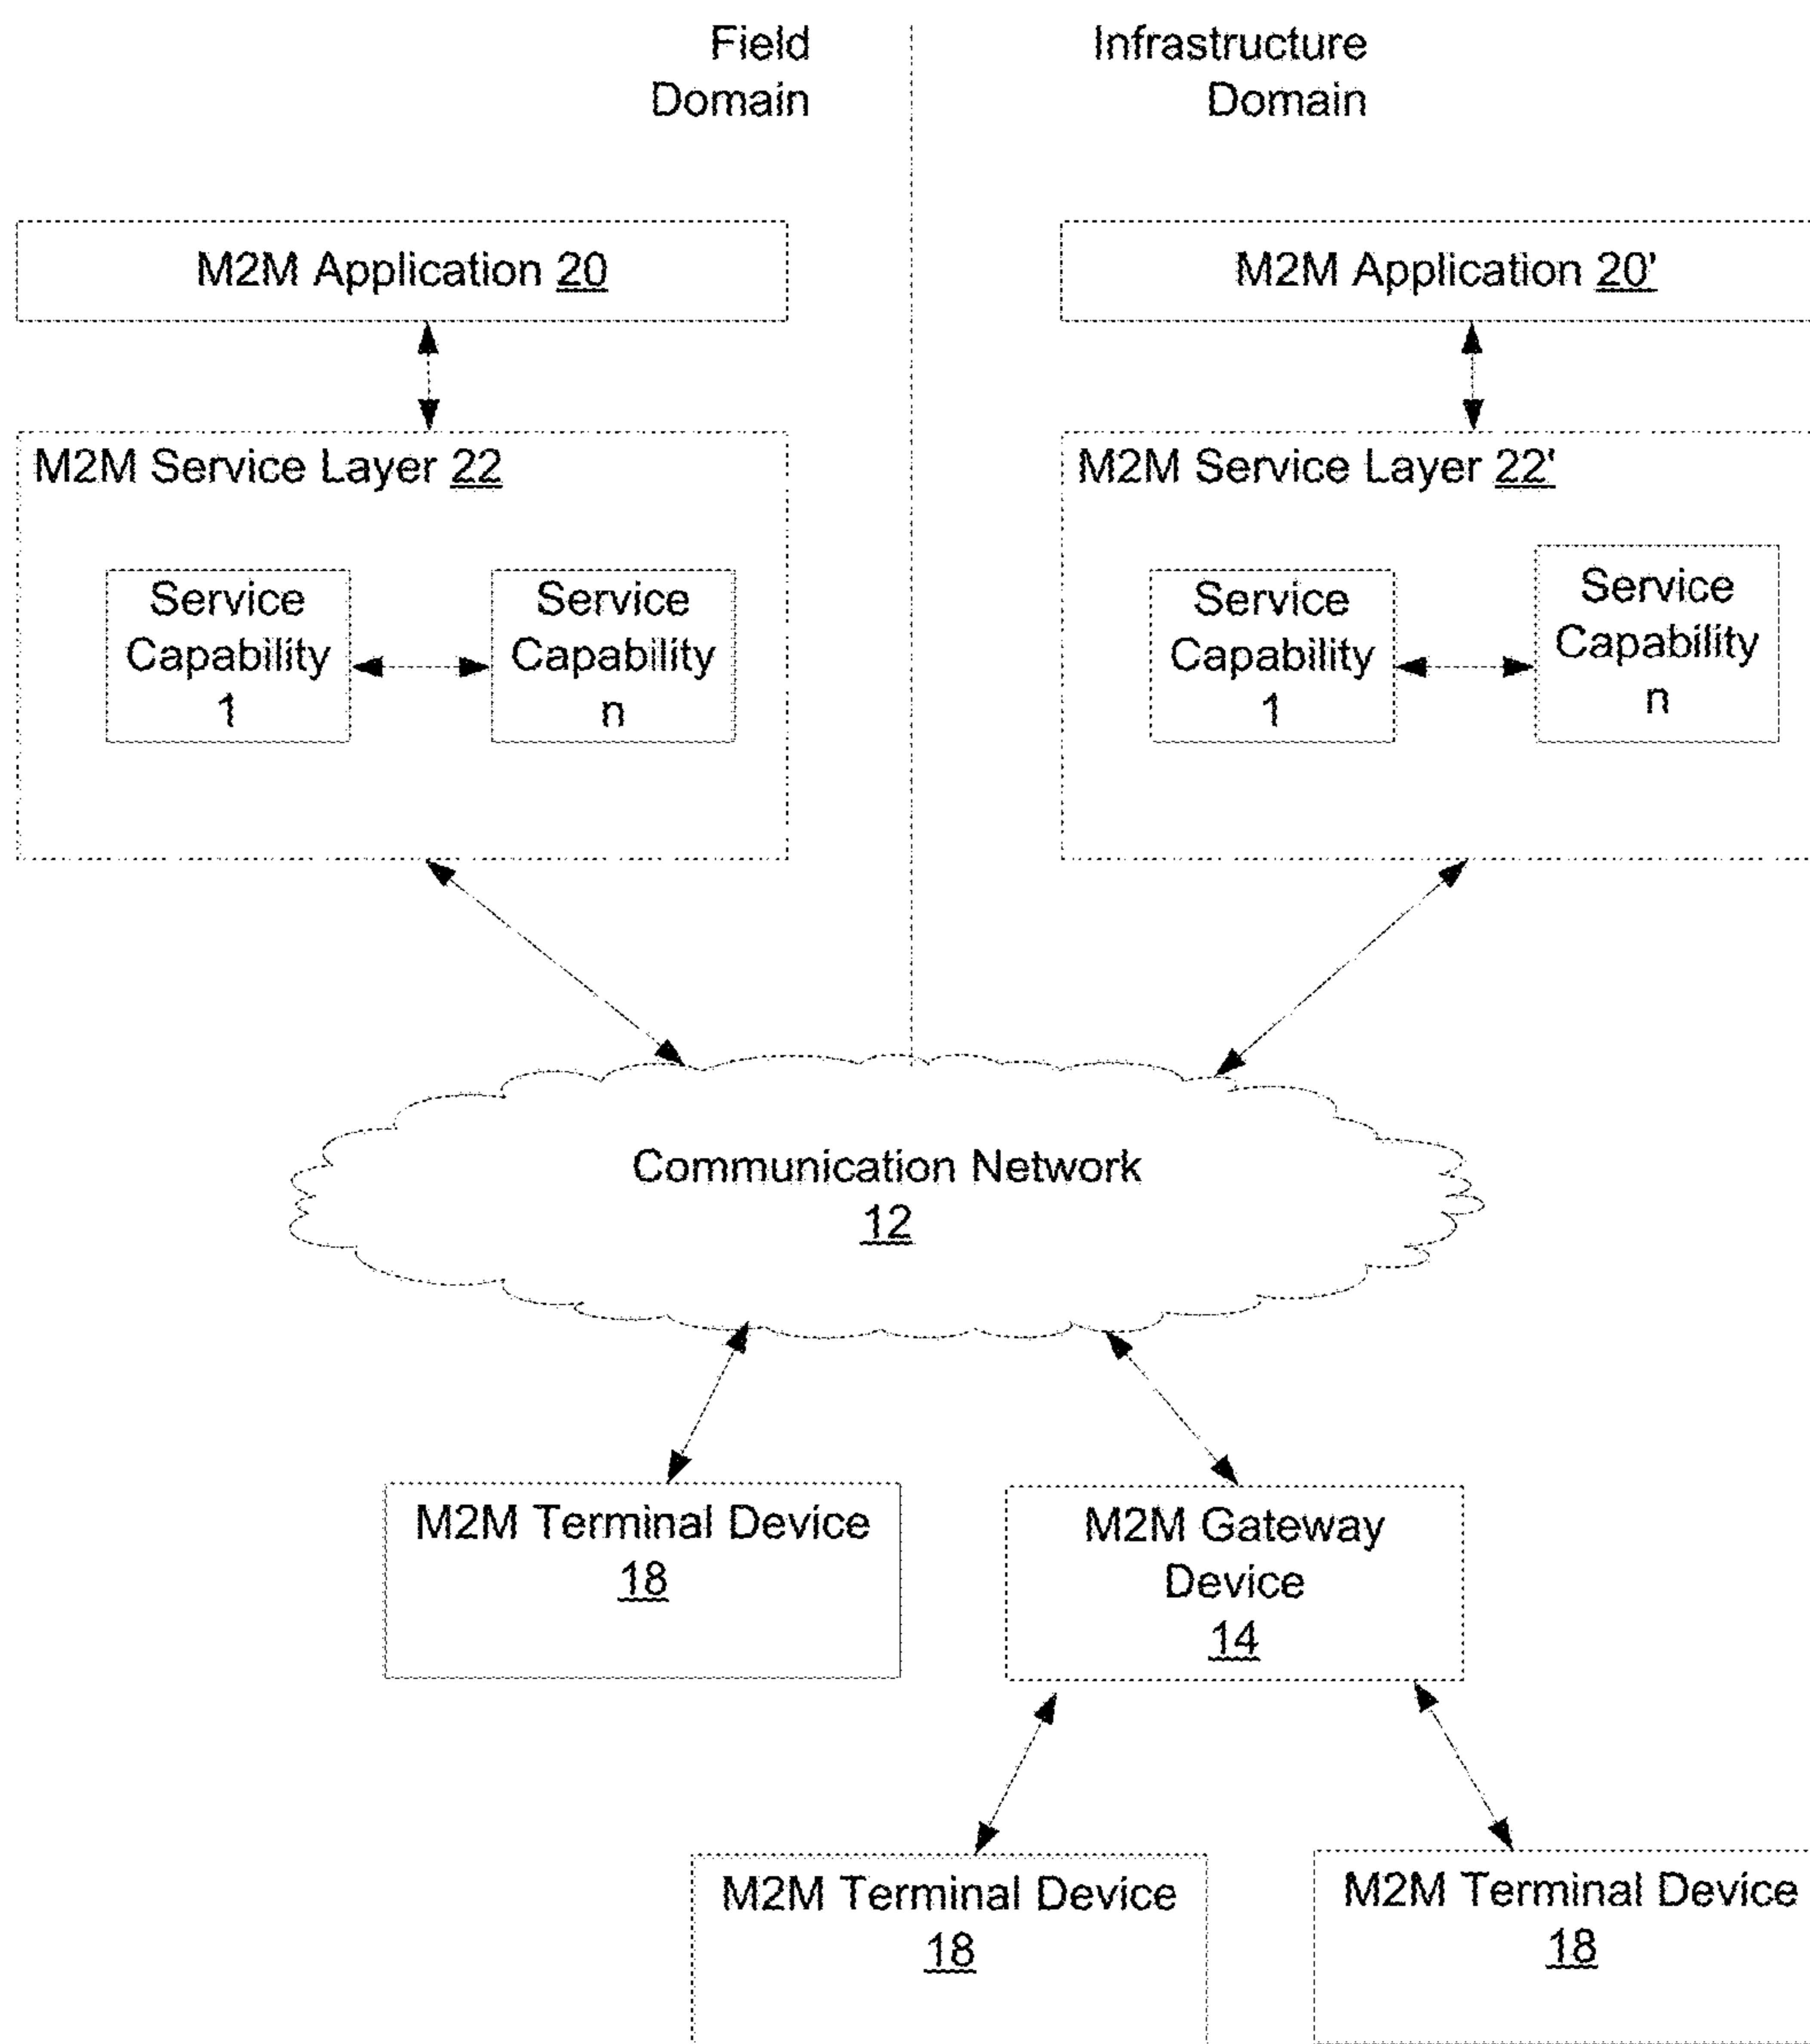 Field
Domain
Infrastructure
Domain
M2M Application 20
M2M Application 20'
M2M Service Layer 22
M2M Service Layer 22'
Service
Capability
1
Service
Capability
n
Service
Capability
1
Service
Capability
n
Communication Network
12
M2M Terminal Device
18
M2M Gateway
Device
14
M2M Terminal Device
18
M2M Terminal Device
18